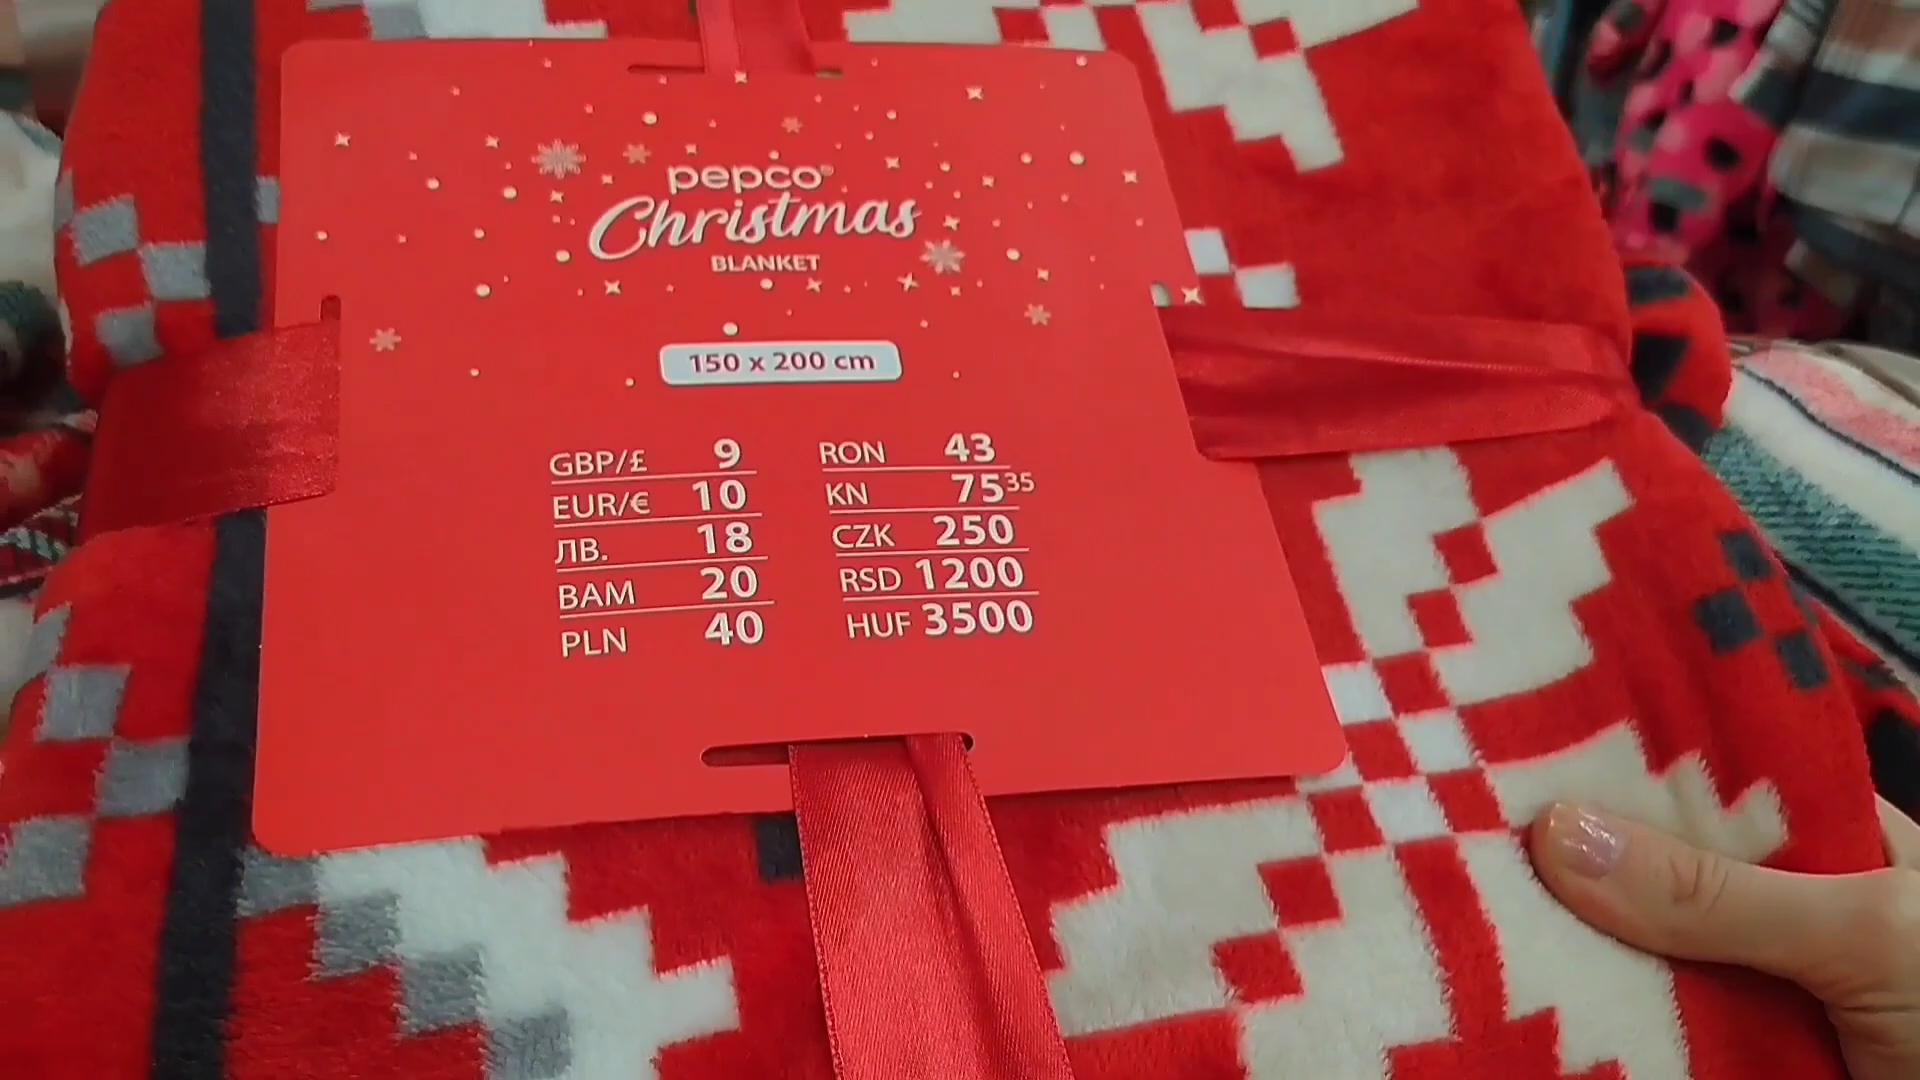 pepco®
Christmas
BLANKET
150 x 200 cm
GBP/£ 9
EUR/€ 10
ЛВ. 18
BAM 20
PLN 40
RON 43
KN 75³⁵
CZK 250
RSD 1200
HUF 3500